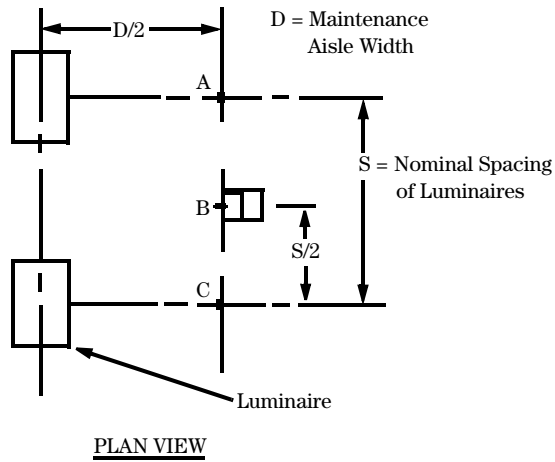 D/2
D = Maintenance
Aisle Width
A
S = Nominal Spacing
of Luminaires
B
S/2
C
Luminaire
PLAN VIEW